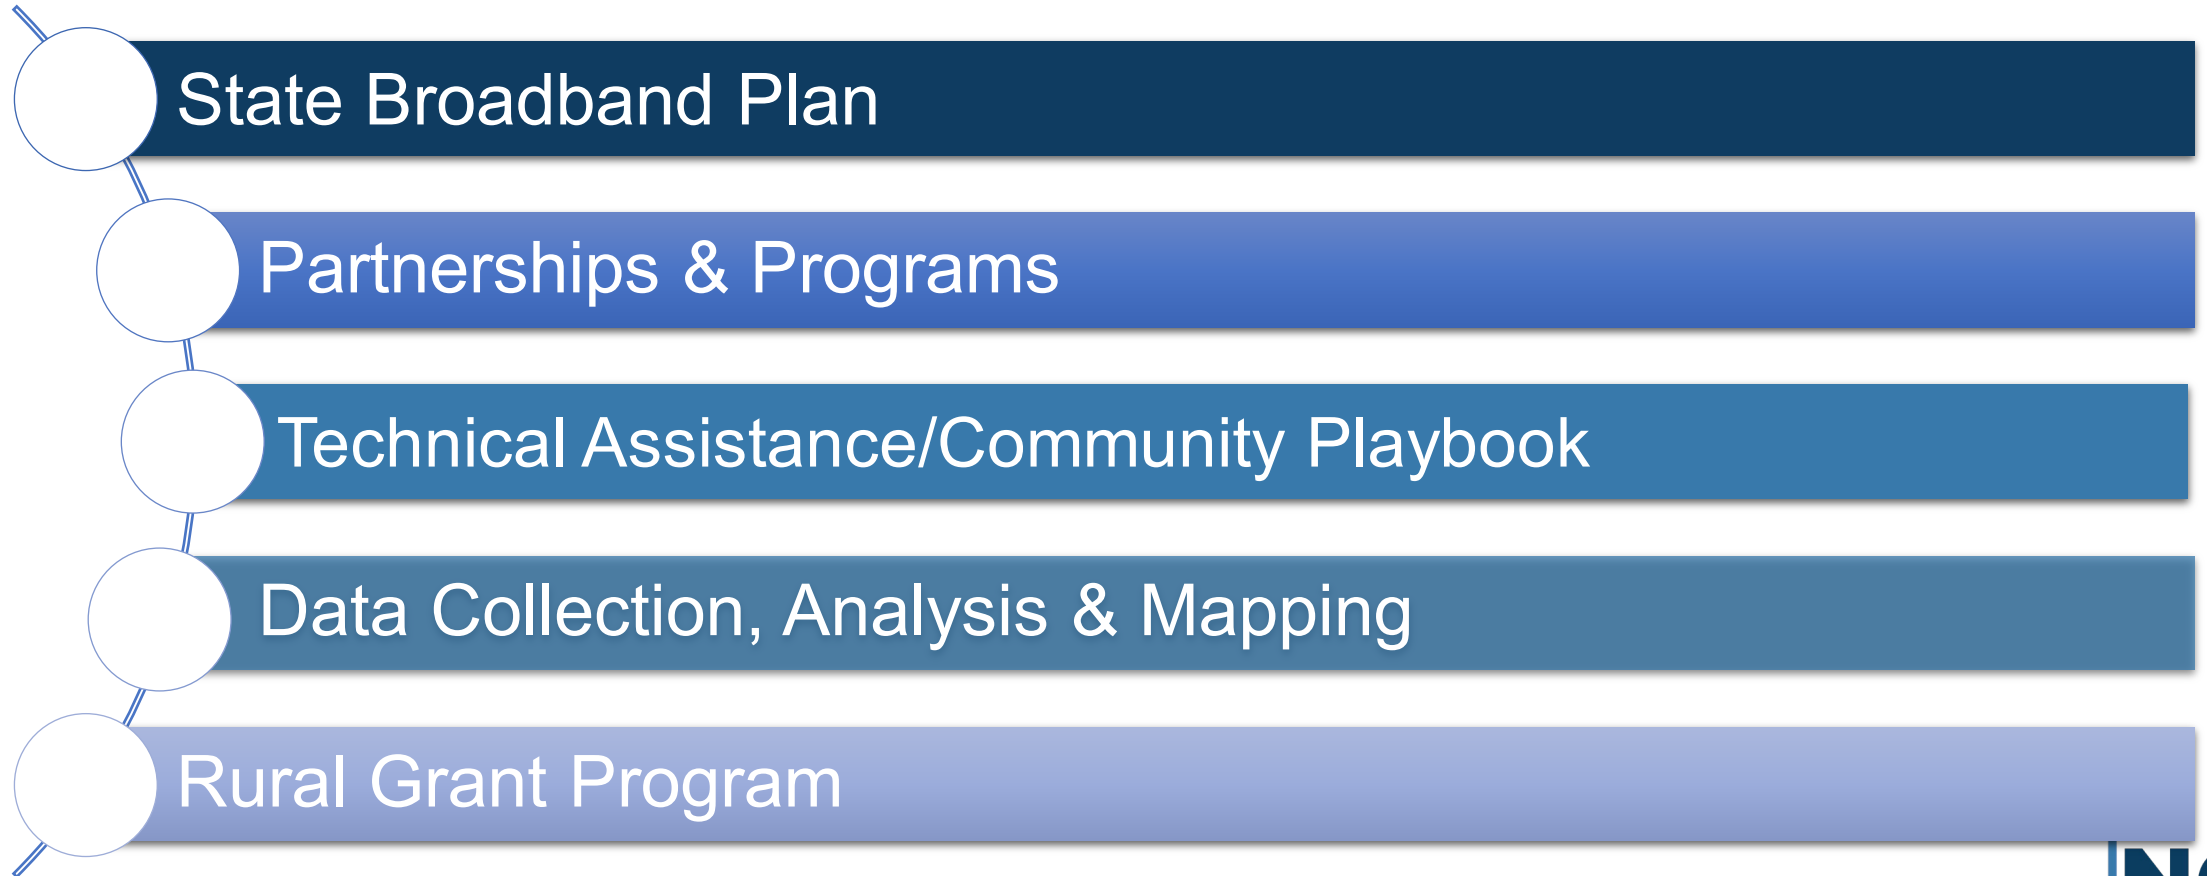 State Broadband Plan
Partnerships & Programs
Technical Assistance/Community Playbook
Data Collection, Analysis & Mapping
Rural Grant Program